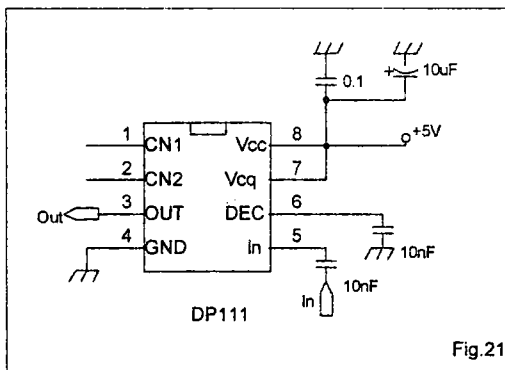 0.1
10uF
+
+5V
1 CN1 Vcc 8
2 CN2 Vcq 7
Out 3 OUT DEC 6
4 GND In 5
10nF
10nF
In
DP111
Fig.21